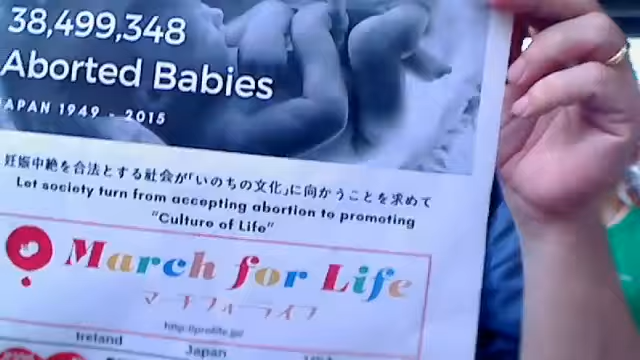 38,499,348
Aborted Babies
JAPAN 1949 - 2015
妊娠中絶を合法とする社会が「いのちの文化」に向かうことを求めて
Let society turn from accepting abortion to promoting
"Culture of Life"
March for Life
マーチフォーライフ
http://prolife.jp/
Ireland
Japan